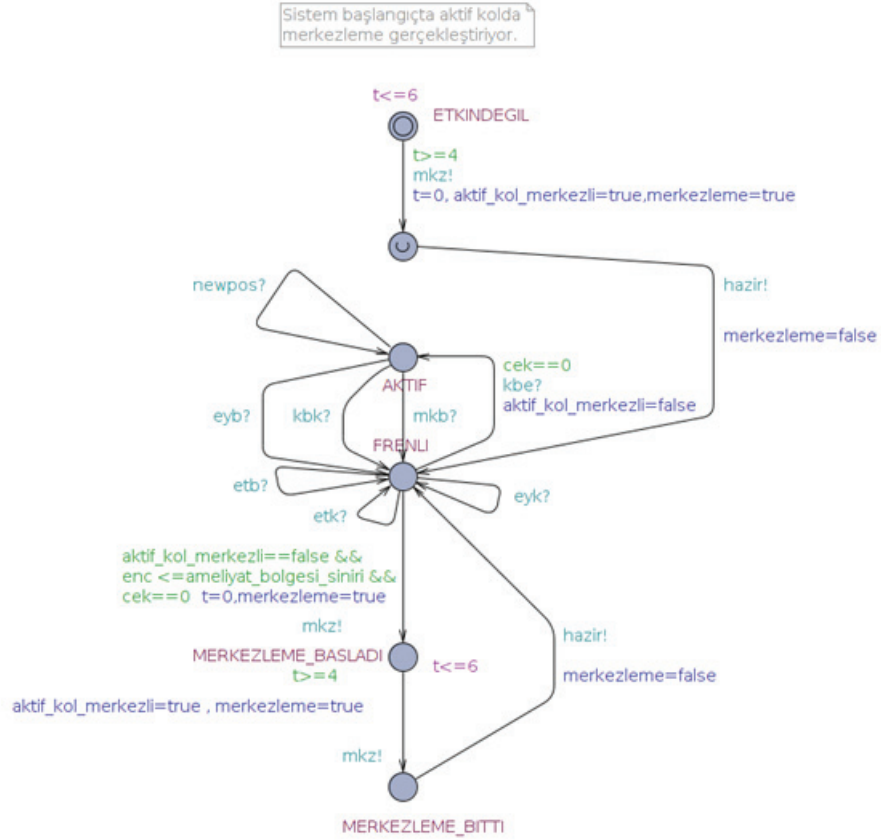 Sistem başlangıçta aktif kolda
merkezleme gerçekleştiriyor.
t<=6
ETKINDEGIL
t>=4
mkz!
t=0, aktif_kol_merkezli=true,merkezleme=true
newpos?
hazir!
merkezleme=false
cek==0
kbe?
aktif_kol_merkezli=false
AKTIF
eyb?
kbk?
mkb?
FRENLI
etb?
eyk?
etk?
aktif_kol_merkezli==false &&
enc <=ameliyat_bolgesi_siniri &&
cek==0 t=0,merkezleme=true
mkz!
hazir!
MERKEZLEME_BASLADI
t<=6
t>=4
merkezleme=false
aktif_kol_merkezli=true , merkezleme=true
mkz!
MERKEZLEME_BITTI